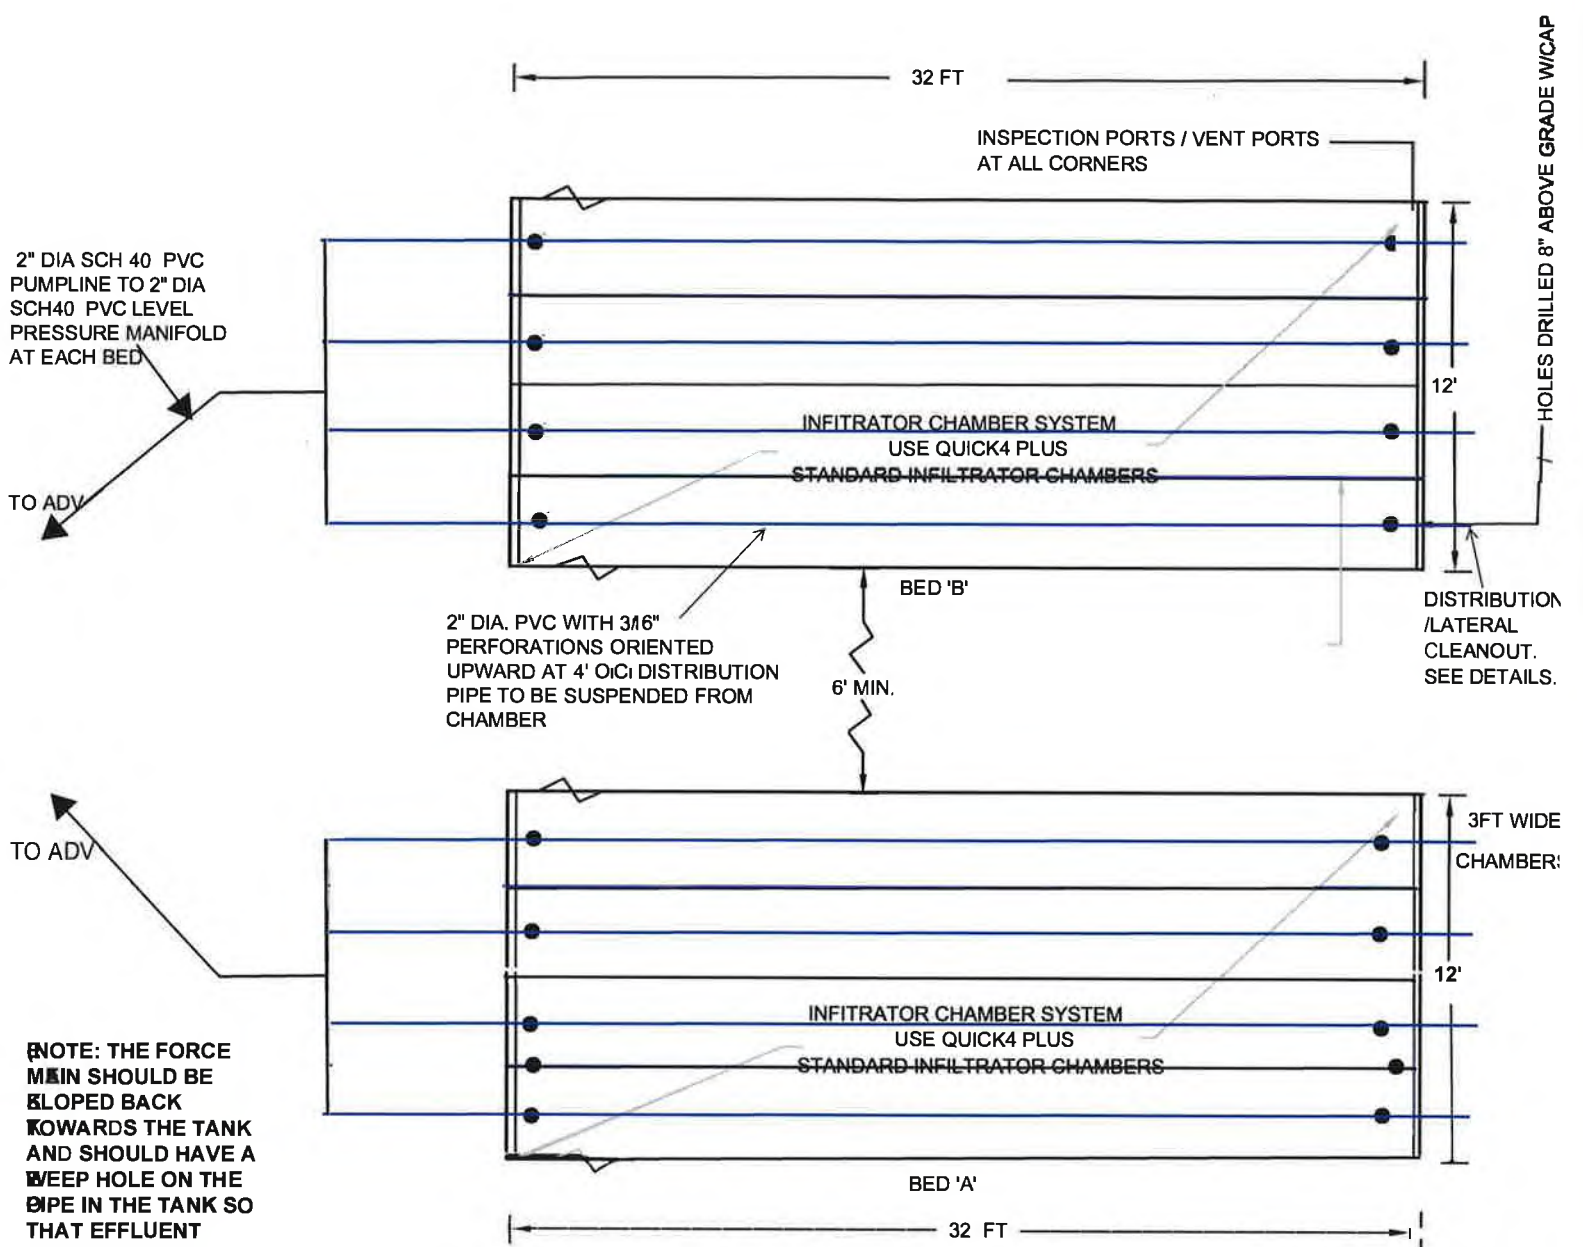 32 FT
INSPECTION PORTS / VENT PORTS
AT ALL CORNERS
HOLES DRILLED 8" ABOVE GRADE W/CAP
2" DIA SCH 40 PVC
PUMPLINE TO 2" DIA
SCH40 PVC LEVEL
PRESSURE MANIFOLD
AT EACH BED
12'
INFITRATOR CHAMBER SYSTEM
USE QUICK4 PLUS
STANDARD INFILTRATOR CHAMBERS
TO ADV
BED 'B'
2" DIA. PVC WITH 3/16"
PERFORATIONS ORIENTED
UPWARD AT 4' O.C. DISTRIBUTION
PIPE TO BE SUSPENDED FROM
CHAMBER
DISTRIBUTION
/LATERAL
CLEANOUT.
SEE DETAILS.
6' MIN.
TO ADV
3FT WIDE
CHAMBERS
12'
INFITRATOR CHAMBER SYSTEM
USE QUICK4 PLUS
STANDARD INFILTRATOR CHAMBERS
(NOTE: THE FORCE
MAIN SHOULD BE
SLOPED BACK
TOWARDS THE TANK
AND SHOULD HAVE A
WEEP HOLE ON THE
PIPE IN THE TANK SO
THAT EFFLUENT
BED 'A'
32 FT